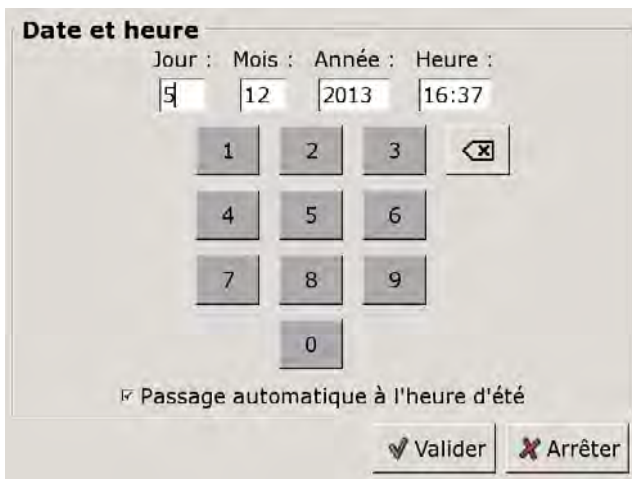 Date et heure
Jour : Mois : Année : Heure :
5 12 2013 16:37
1 2 3
4 5 6
7 8 9
0
Passage automatique à l'heure d'été
Valider Arrêter